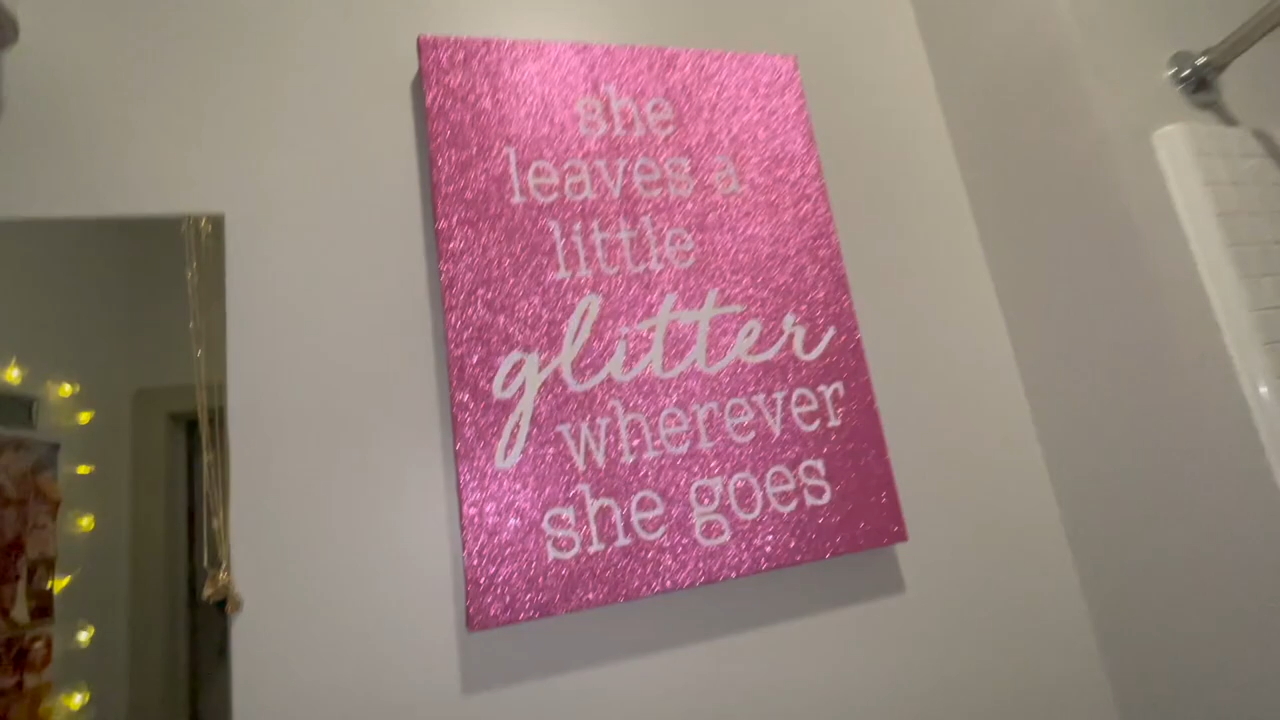 she
leaves a
little
glitter
wherever
she goes